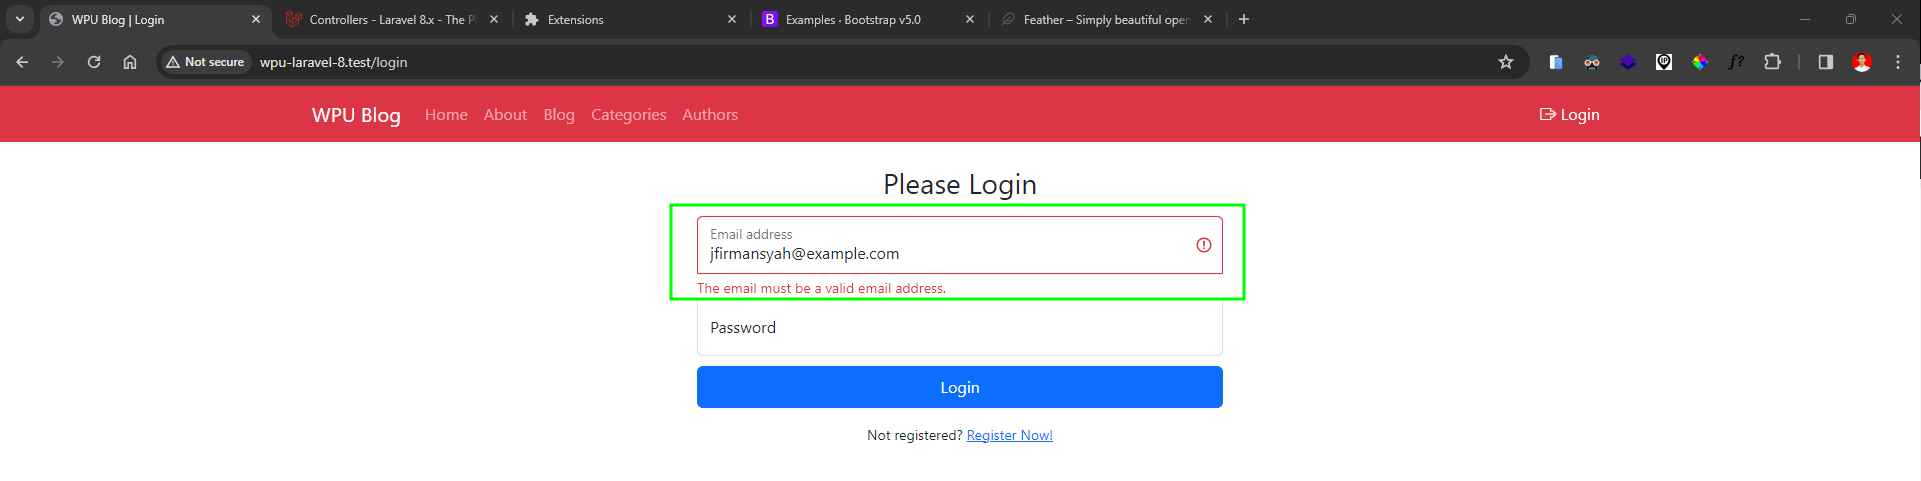 WPU Blog | Login
Controllers - Laravel 8.x - The P
Extensions
Examples · Bootstrap v5.0
Feather – Simply beautiful open
Not secure
wpu-laravel-8.test/login
f?
WPU Blog
Home
About
Blog
Categories
Authors
Login
Please Login
Email address
jfirmansyah@example.com
The email must be a valid email address.
Password
Login
Not registered? Register Now!